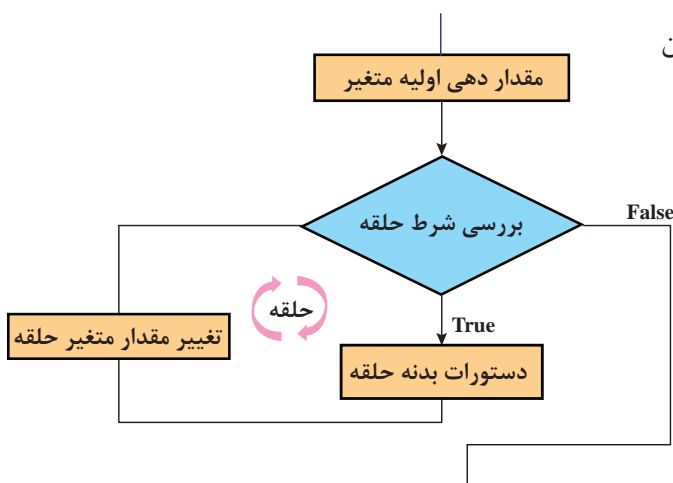 ن
مقدار دهی اولیه متغیر
بررسی شرط حلقه
False
حلقه
True
تغییر مقدار متغیر حلقه
دستورات بدنه حلقه